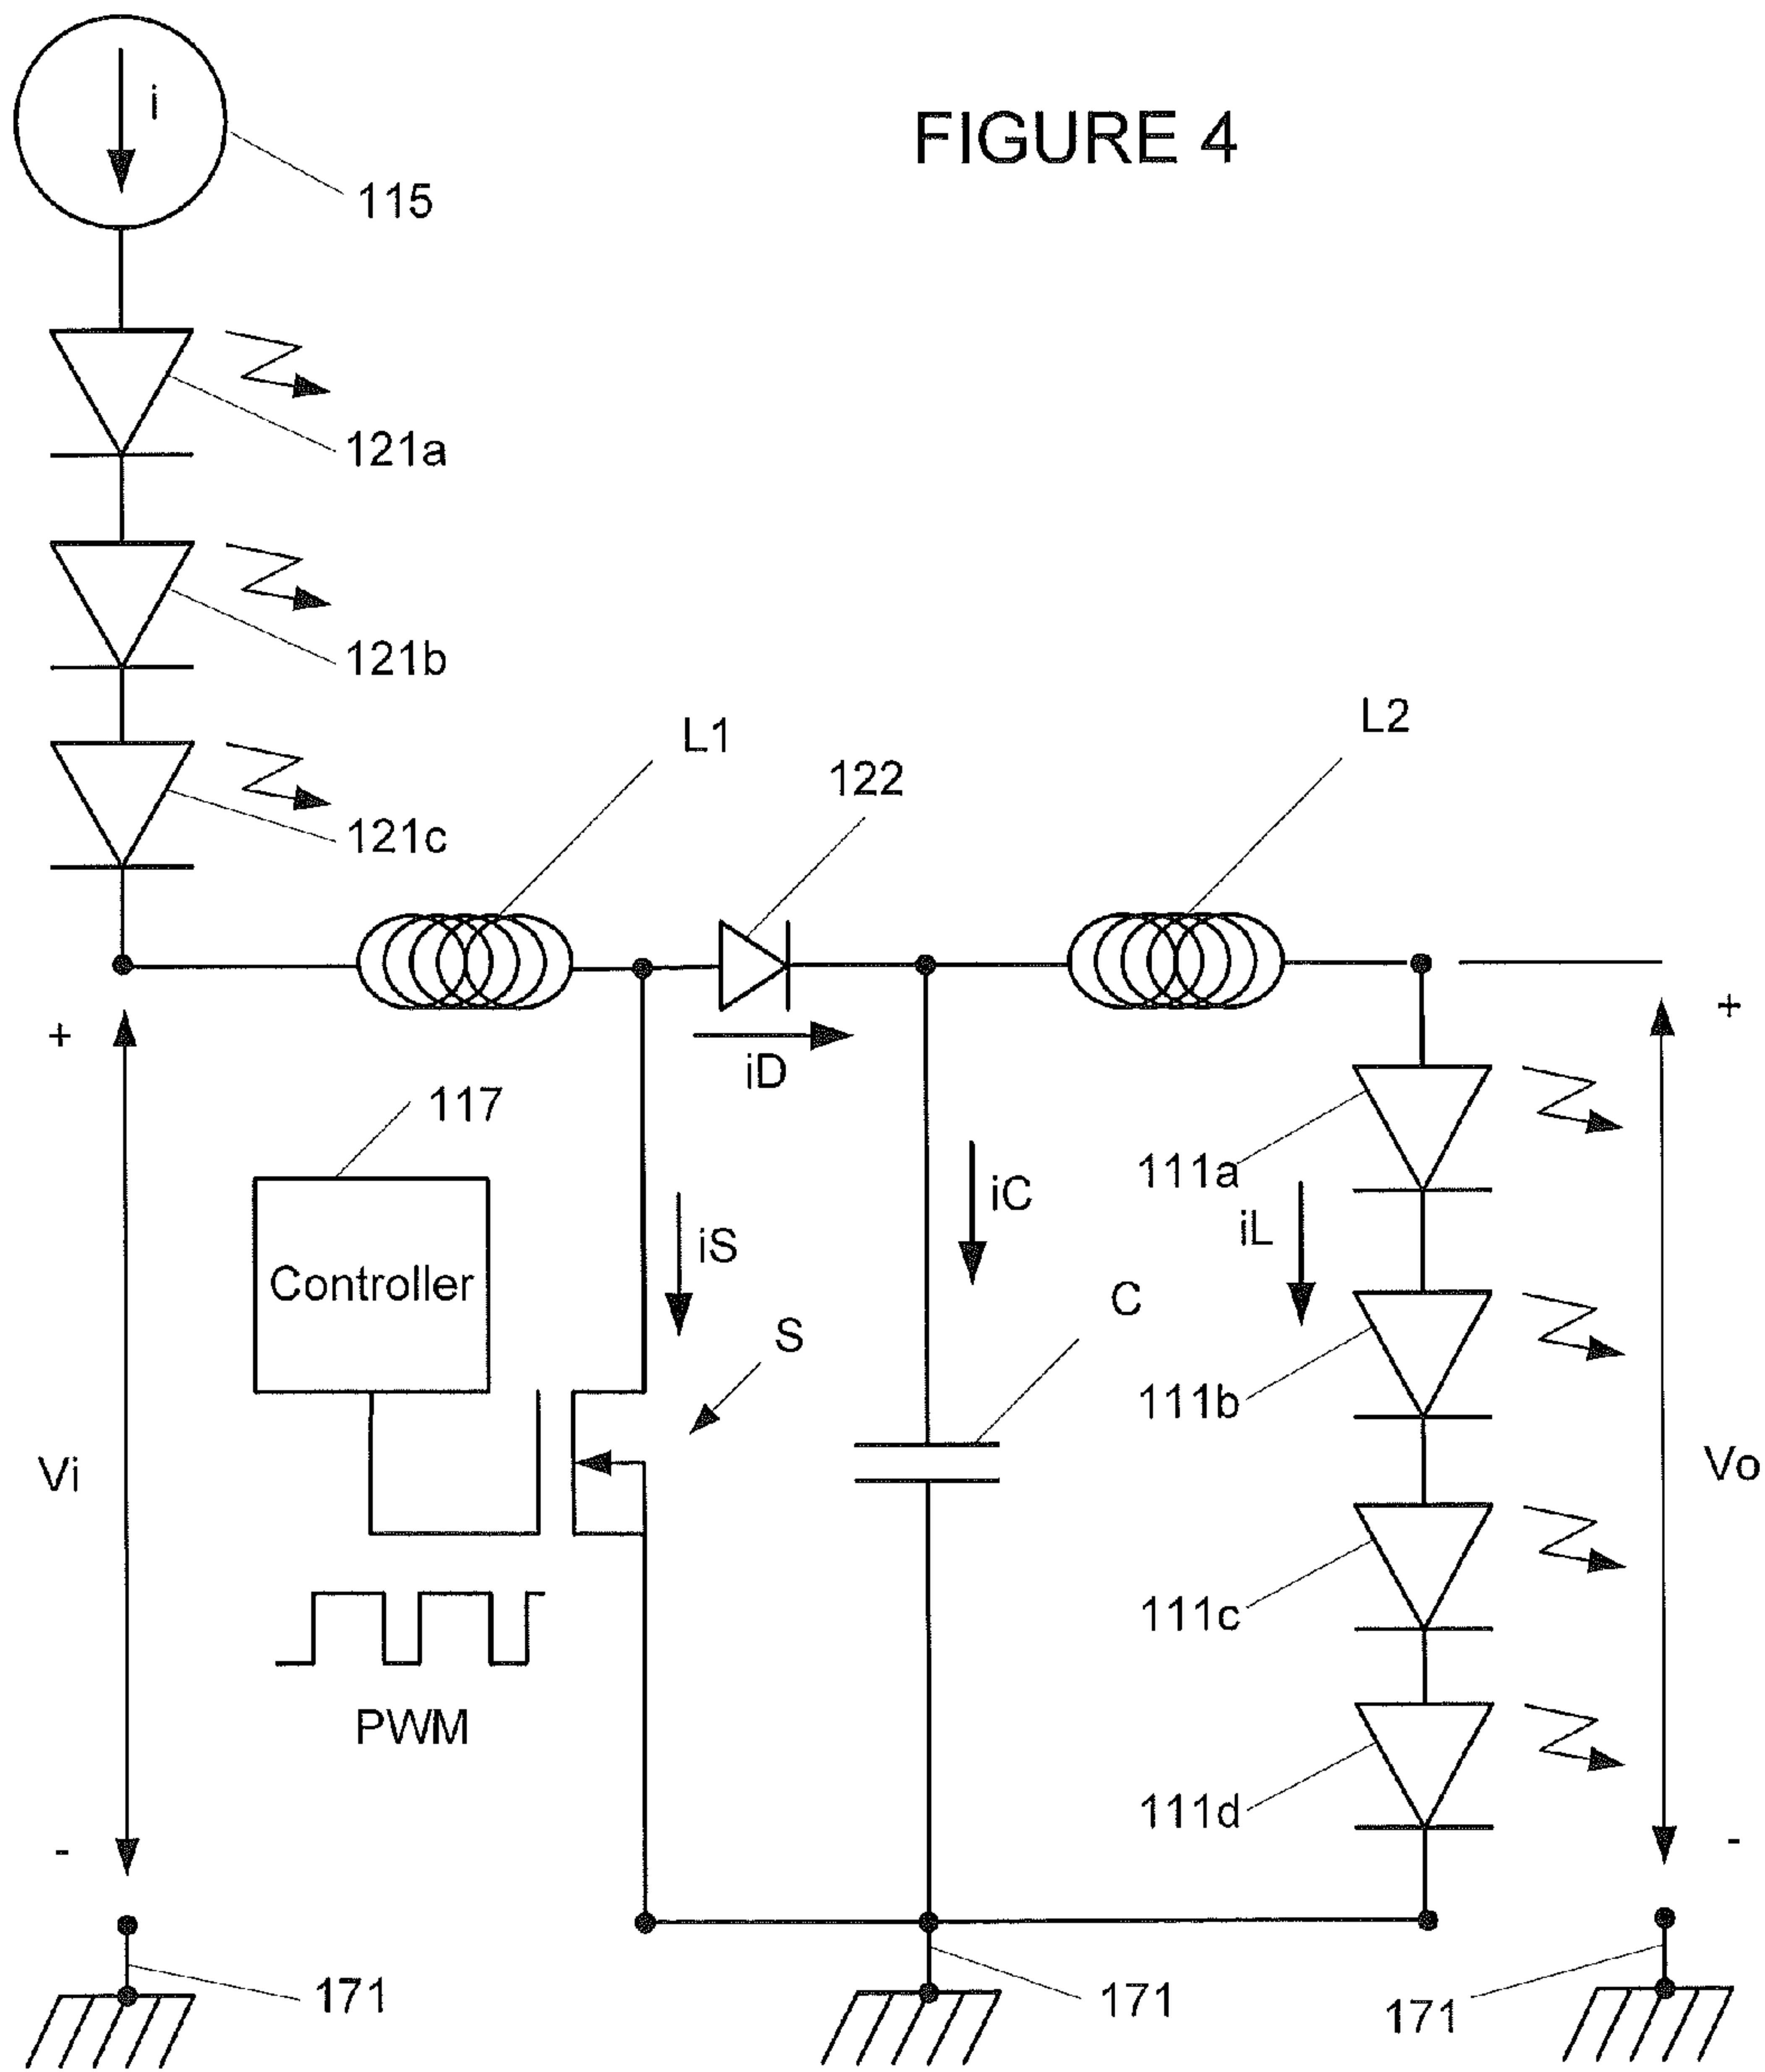 FIGURE 4
i
115
121a
121b
121c
L1
122
L2
+
iD
+
117
111a
iC
iL
iS
Controller
C
S
111b
Vi
Vo
111c
PWM
111d
-
-
171
171
171